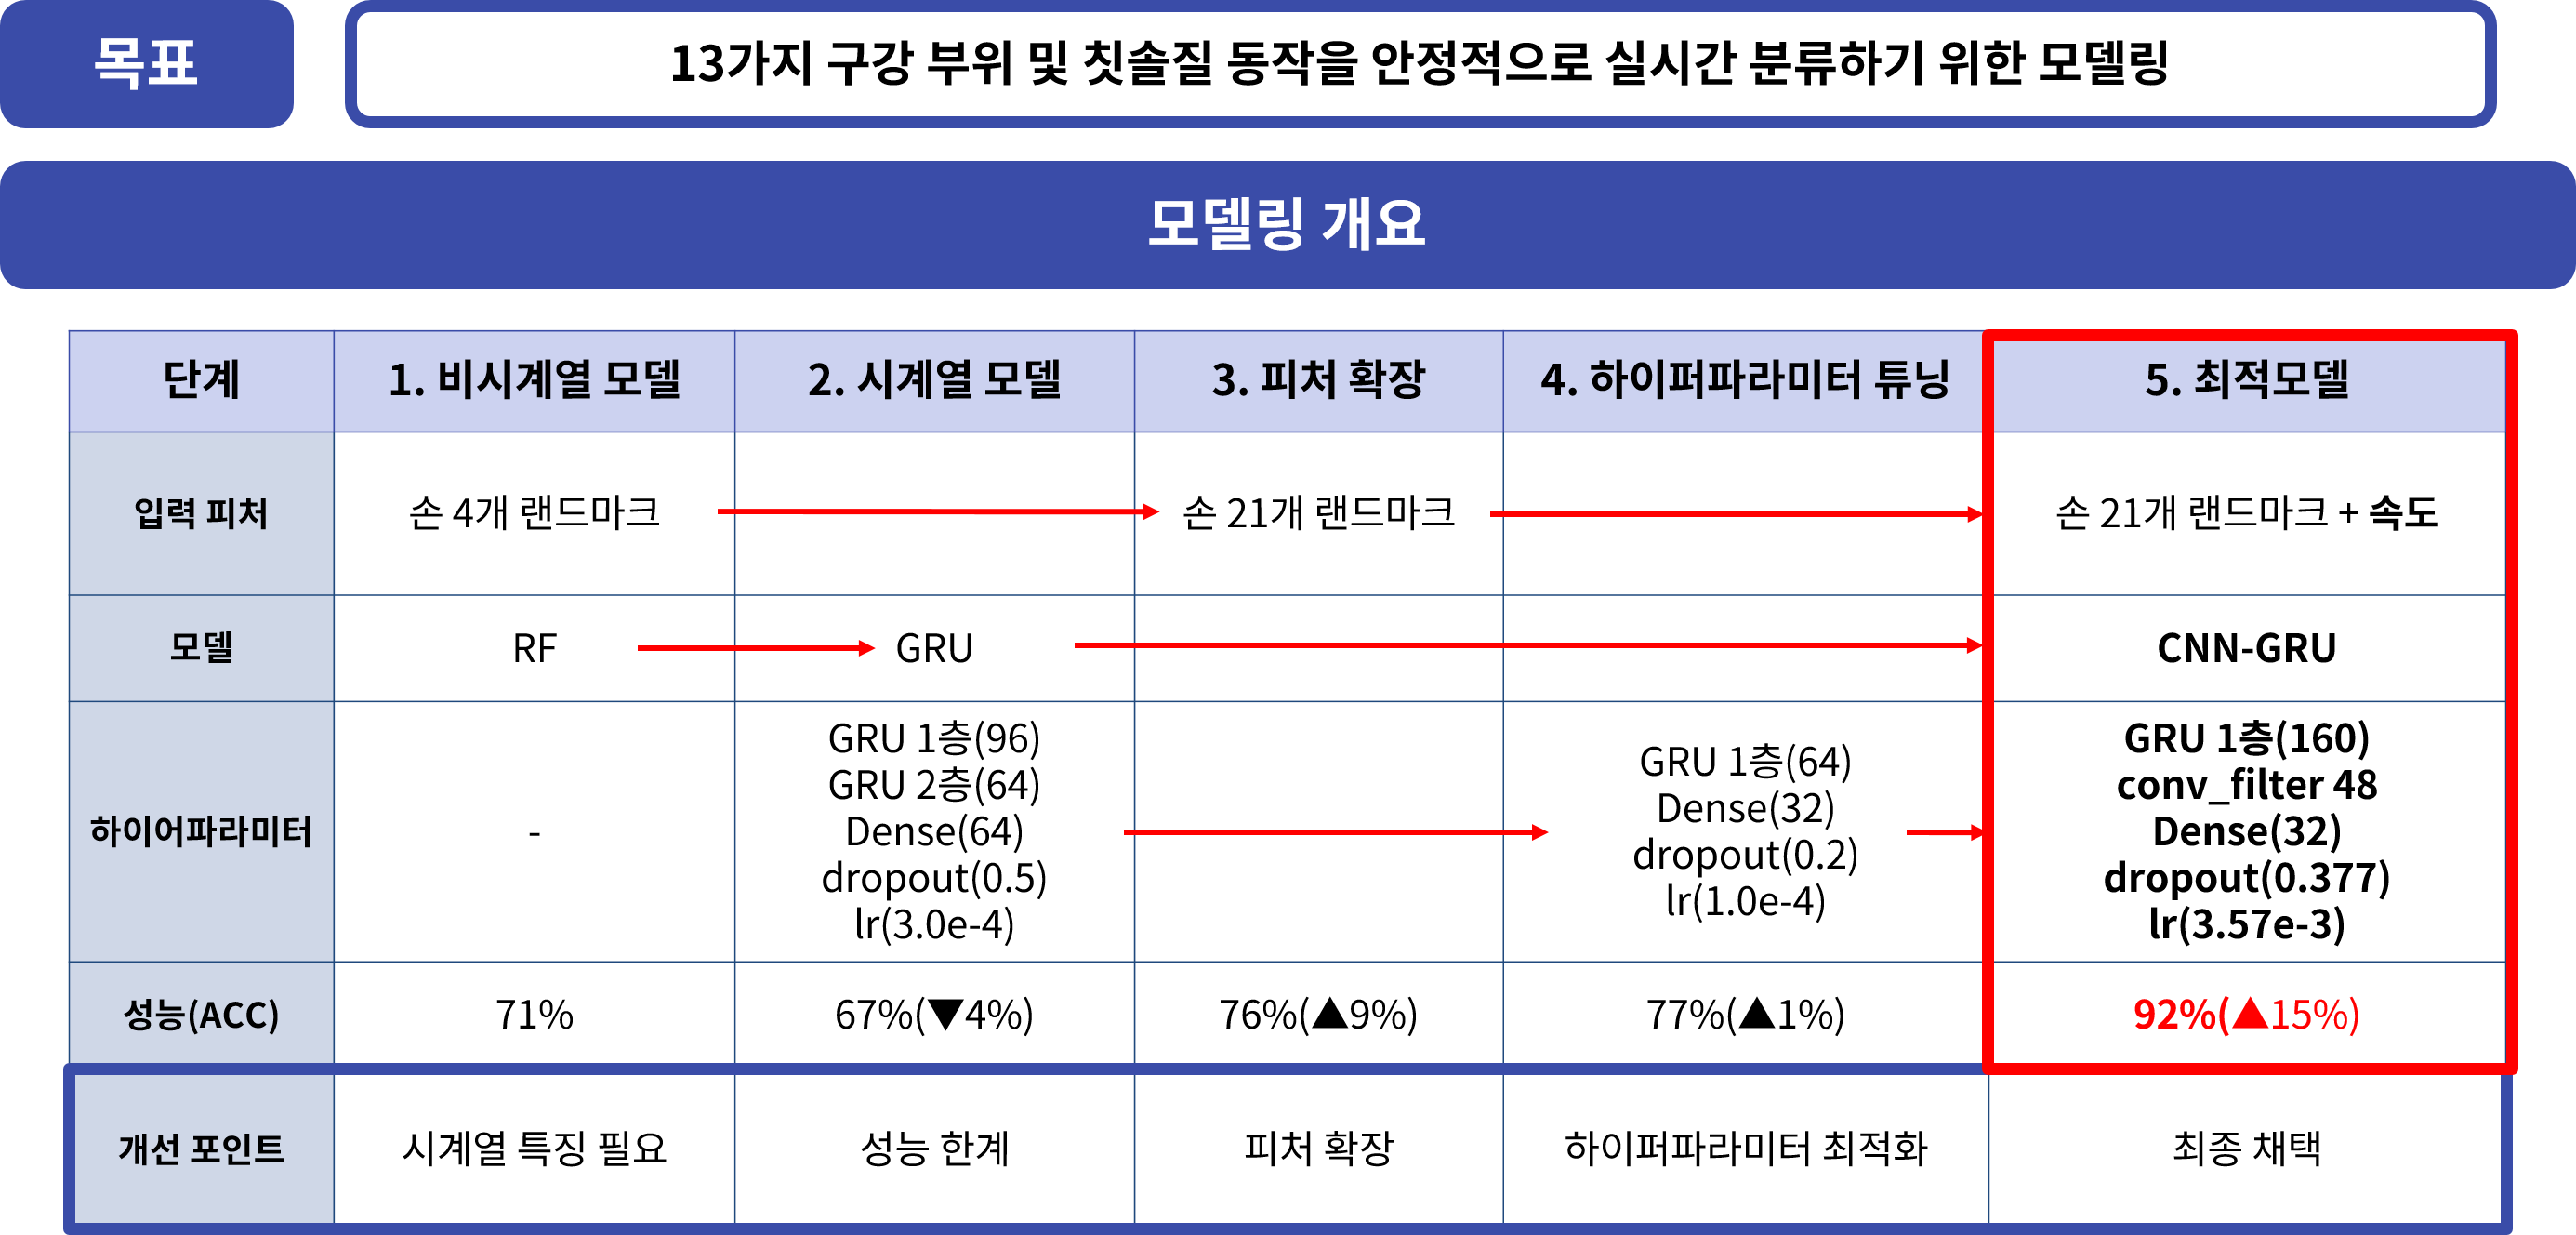 목표
13가지 구강 부위 및 칫솔질 동작을 안정적으로 실시간 분류하기 위한 모델링
모델링 개요
단계
1. 비시계열 모델
2. 시계열 모델
3. 피처 확장
4. 하이퍼파라미터 튜닝
5. 최적모델
입력 피처
손 4개 랜드마크
손 21개 랜드마크
손 21개 랜드마크 + 속도
모델
RF
GRU
CNN-GRU
하이어파라미터
-
GRU 1층(96)
GRU 2층(64)
Dense(64)
dropout(0.5)
lr(3.0e-4)
GRU 1층(64)
Dense(32)
dropout(0.2)
lr(1.0e-4)
GRU 1층(160)
conv_filter 48
Dense(32)
dropout(0.377)
lr(3.57e-3)
성능(ACC)
71%
67%(▼4%)
76%(▲9%)
77%(▲1%)
92%(▲15%)
개선 포인트
시계열 특징 필요
성능 한계
피처 확장
하이퍼파라미터 최적화
최종 채택